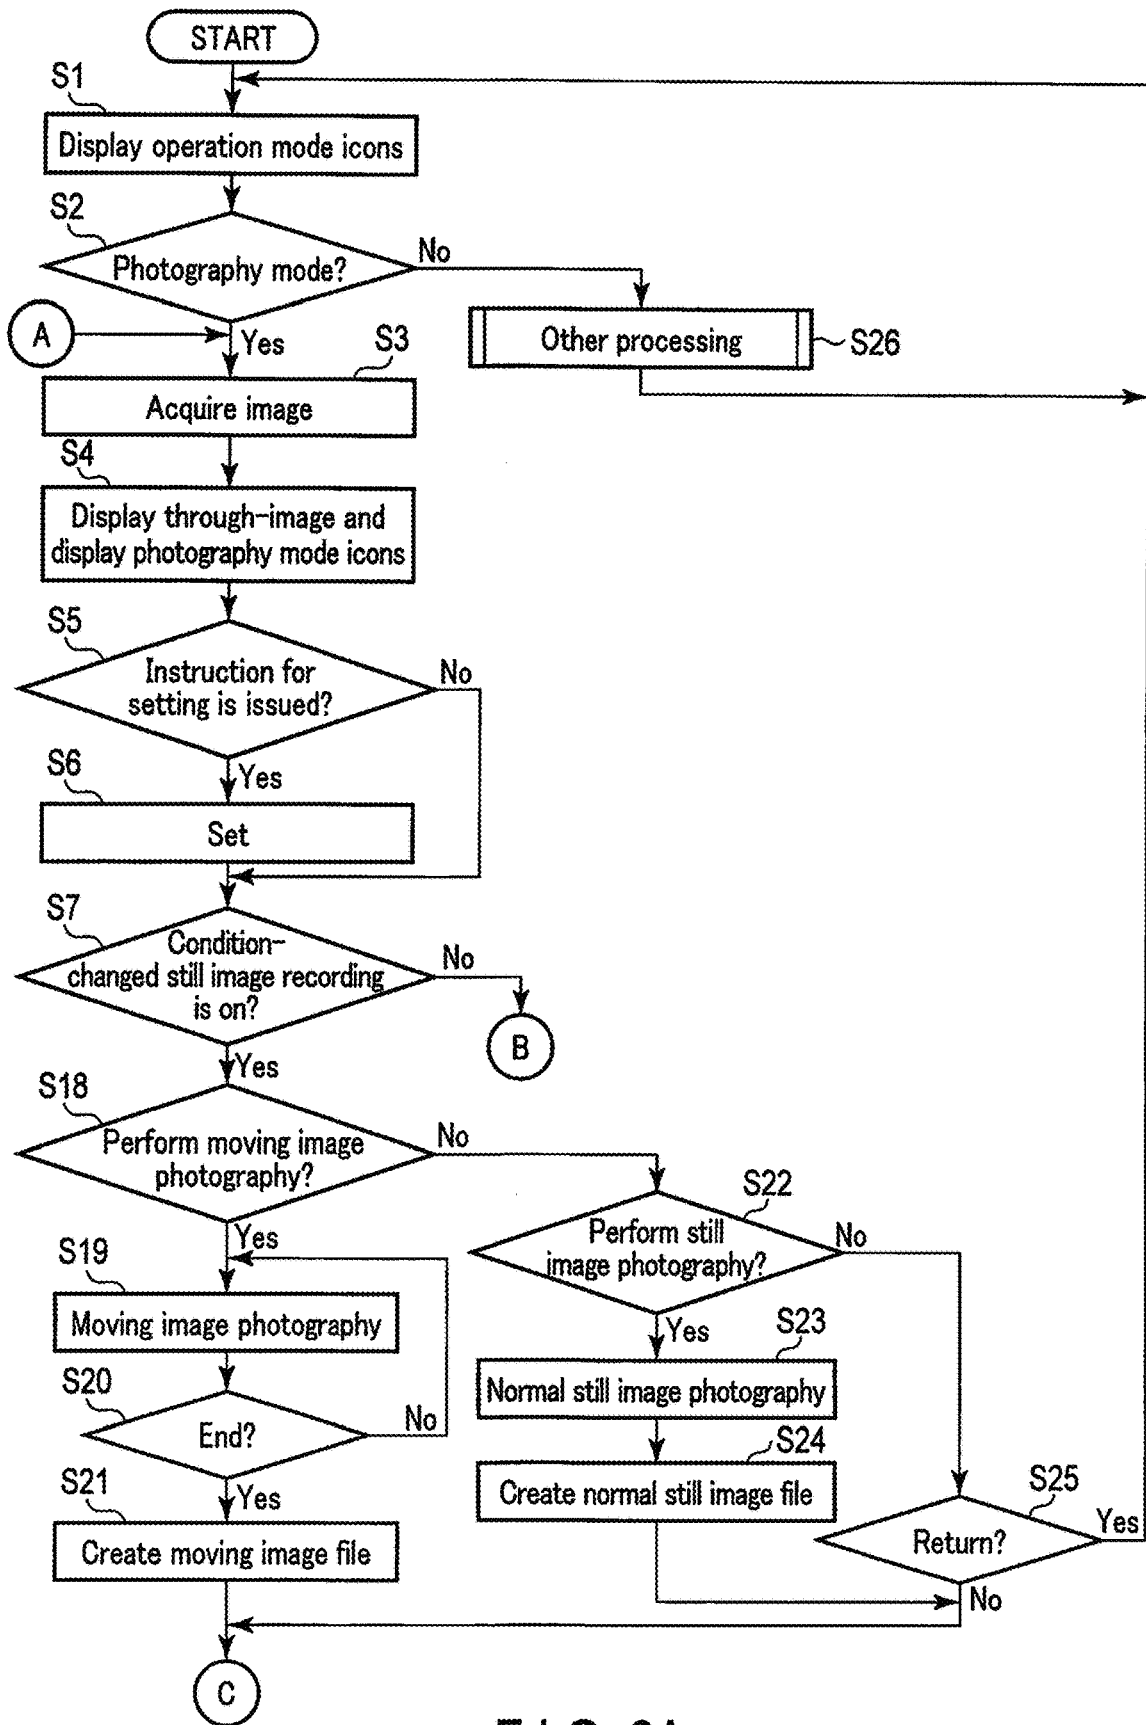 START
S1
Display operation mode icons
S2
Photography mode?
No
A
Yes
S3
Other processing
S26
Acquire image
S4
Display through-image and
display photography mode icons
S5
Instruction for
setting is issued?
No
S6
Yes
Set
S7
Condition-
changed still image recording
is on?
No
B
Yes
S18
Perform moving image
photography?
No
S22
Perform still
image photography?
No
Yes
S19
Moving image photography
Yes
S23
Normal still image photography
S20
End?
No
S24
Create normal still image file
S21
Yes
Create moving image file
S25
Return?
Yes
No
C